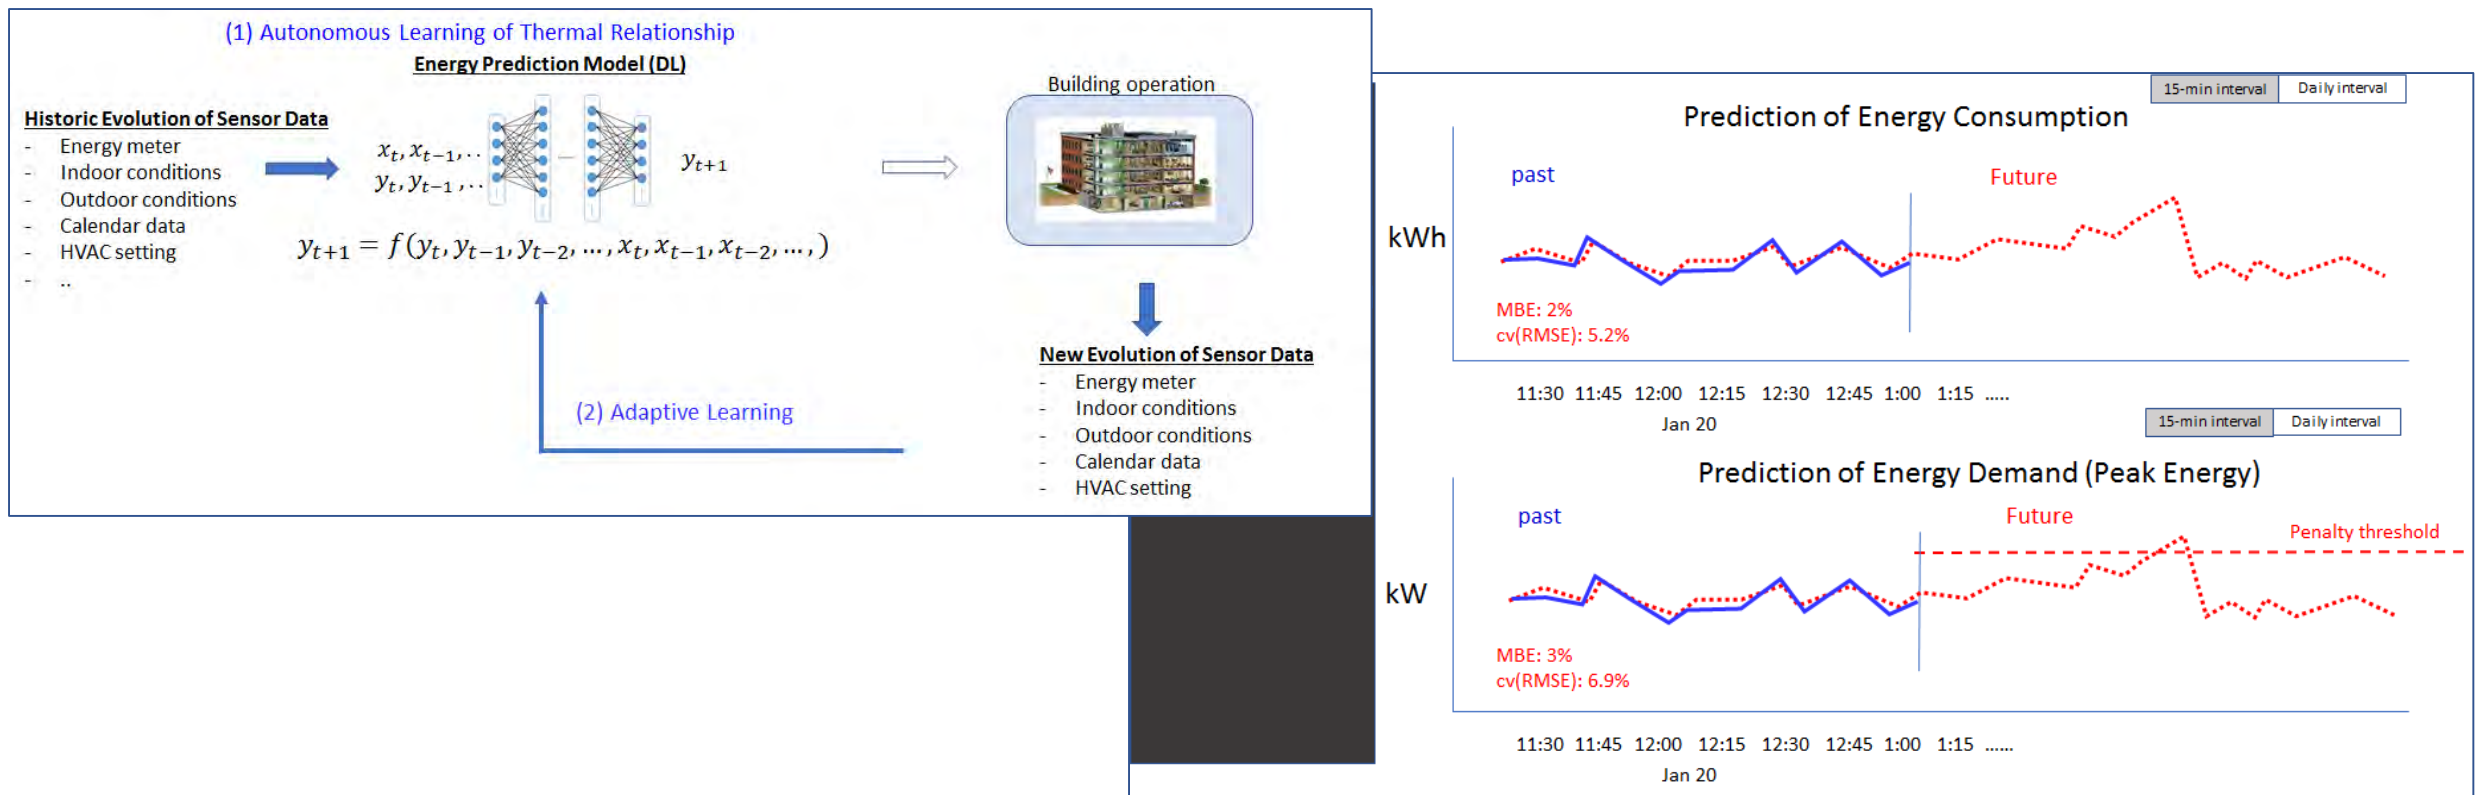 (1) Autonomous Learning of Thermal Relationship
Energy Prediction Model (DL)
Historic Evolution of Sensor Data
- Energy meter
- Indoor conditions
- Outdoor conditions
- Calendar data
- HVAC setting
- ..
x_t, x_{t−1}, ..
y_t, y_{t−1}, ..
y_{t+1}
y_{t+1} = f(y_t, y_{t−1}, y_{t−2}, …, x_t, x_{t−1}, x_{t−2}, …, )
Building operation
New Evolution of Sensor Data
- Energy meter
- Indoor conditions
- Outdoor conditions
- Calendar data
- HVAC setting
(2) Adaptive Learning
15-min interval Daily interval
Prediction of Energy Consumption
past
Future
kWh
MBE: 2%
cv(RMSE): 5.2%
11:30 11:45 12:00 12:15 12:30 12:45 1:00 1:15 .....
Jan 20
15-min interval Daily interval
Prediction of Energy Demand (Peak Energy)
past
Future
Penalty threshold
kW
MBE: 3%
cv(RMSE): 6.9%
11:30 11:45 12:00 12:15 12:30 12:45 1:00 1:15 ......
Jan 20